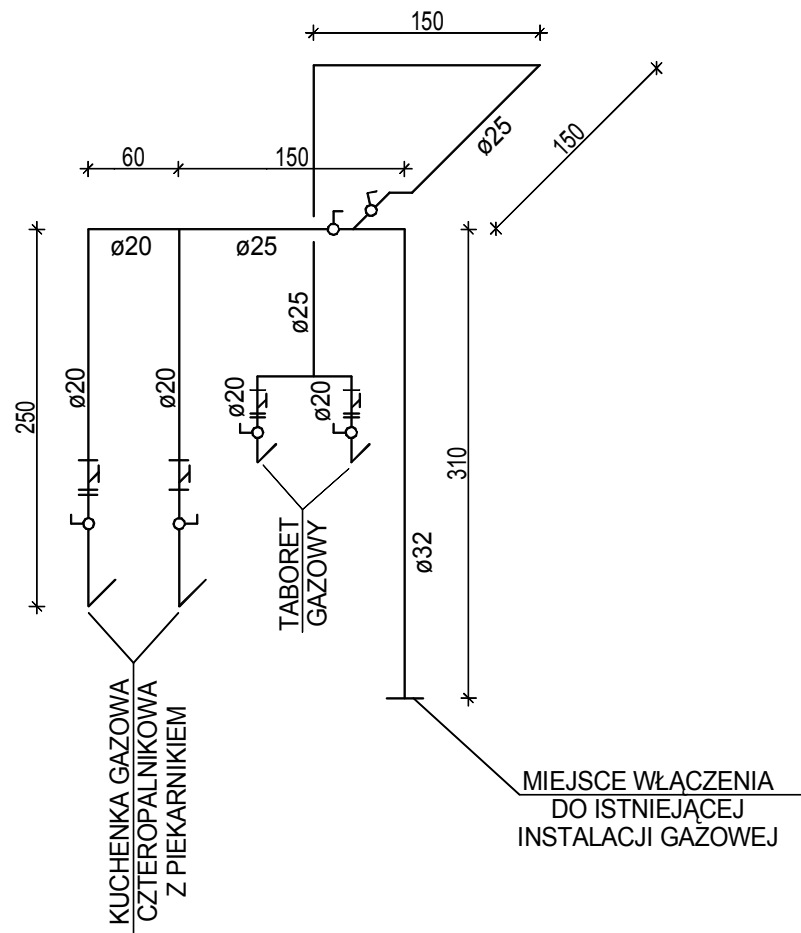 150
ø25
150
60
150
ø20
ø25
ø25
250
ø20
ø20
ø20
ø20
310
ø32
TABORET
GAZOWY
KUCHENKA GAZOWA
CZTEROPALNIKOWA
Z PIEKARNIKIEM
MIEJSCE WŁĄCZENIA
DO ISTNIEJĄCEJ
INSTALACJI GAZOWEJ